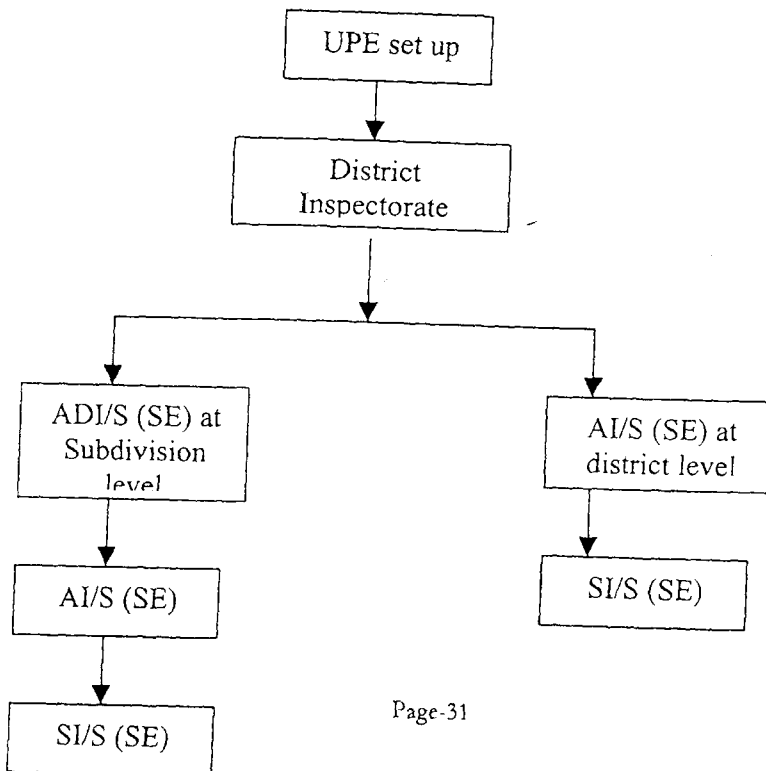 UPE set up
District
Inspectorate
ADI/S (SE) at
Subdivision
level
AI/S (SE) at
district level
AI/S (SE)
SI/S (SE)
SI/S (SE)
Page-31